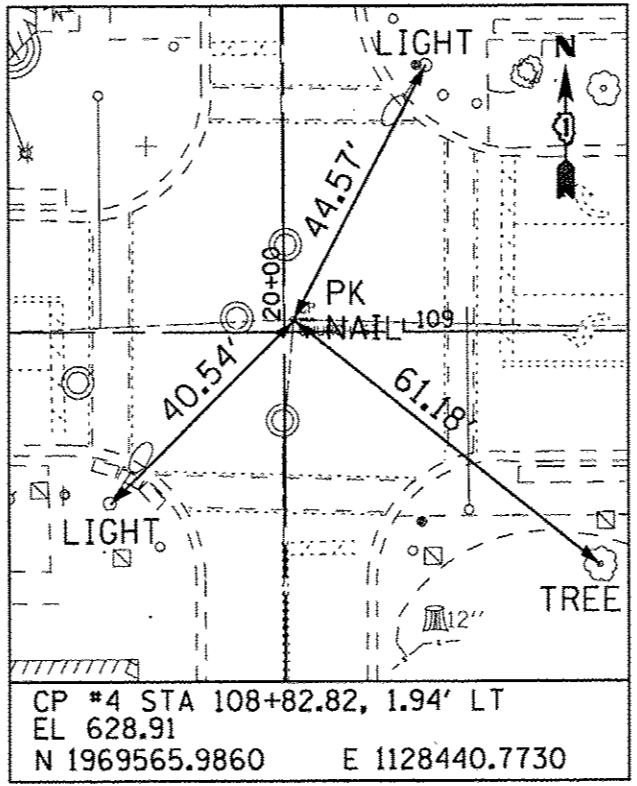 LIGHT
N
44.57'
20+00
PK
NAIL
109
40.54'
61.18'
LIGHT
TREE
12"
CP #4 STA 108+82.82, 1.94' LT
EL 628.91
N 1969565.9860 E 1128440.7730